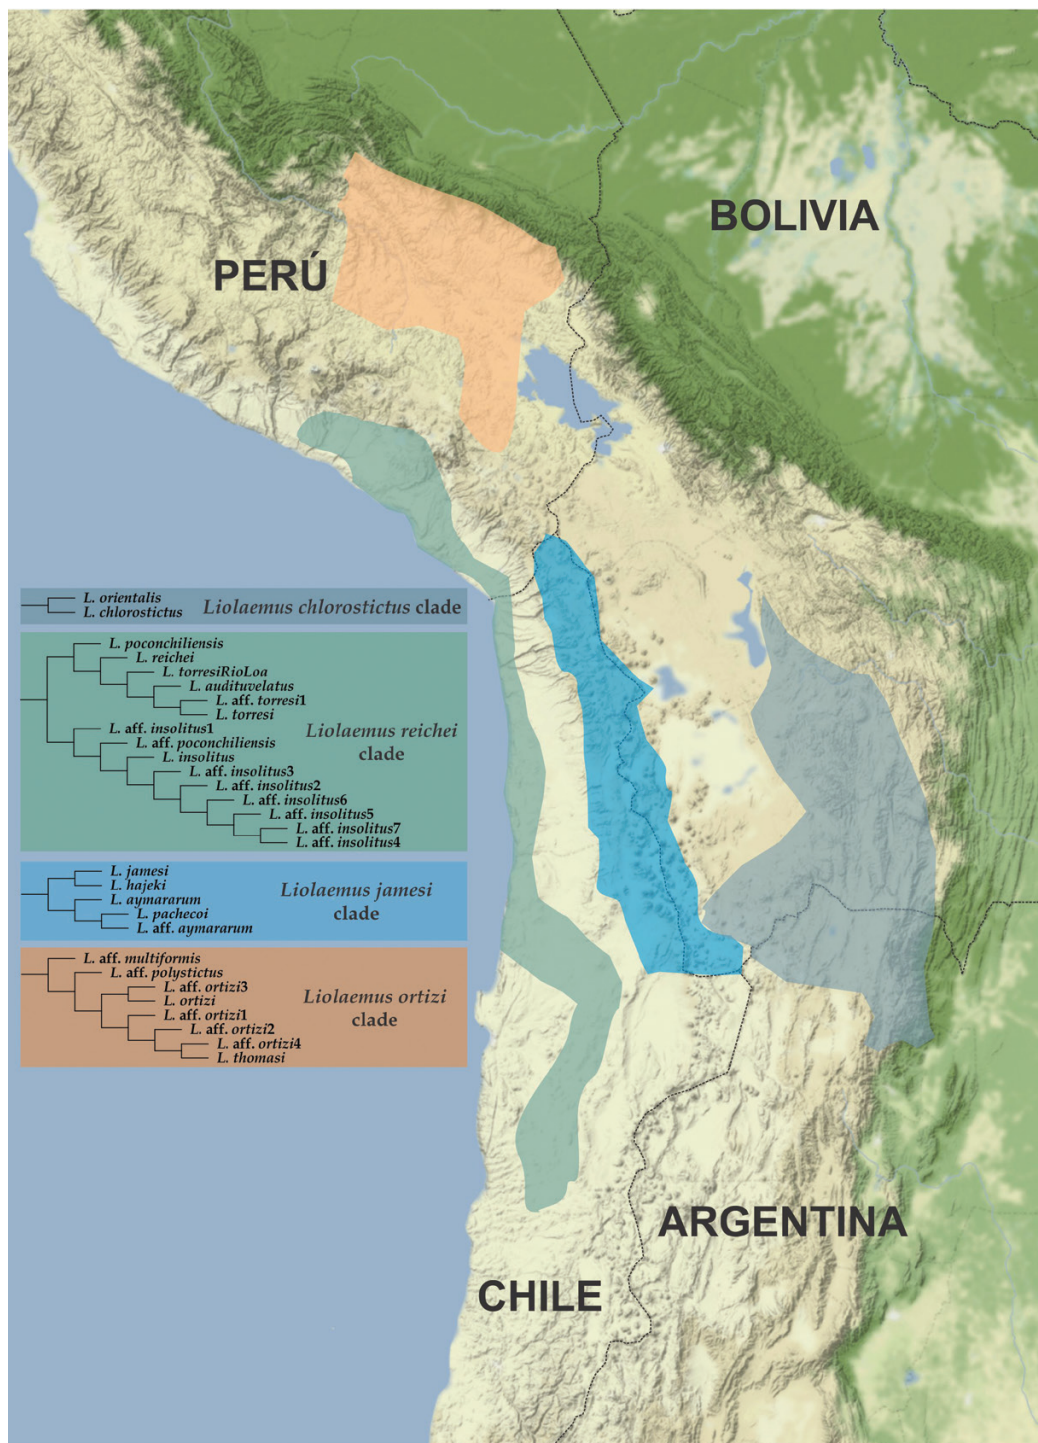 BOLIVIA
PERÚ
L. orientalis
L. chlorostictus
Liolaemus chlorostictus clade
L. poconchiliensis
L. reichei
L. torresiRioLoa
L. audituvelatus
L. aff. torresi1
L. torresi
L. aff. insolitus1
L. aff. poconchiliensis
L. insolitus
L. aff. insolitus3
L. aff. insolitus2
L. aff. insolitus6
L. aff. insolitus5
L. aff. insolitus7
L. aff. insolitus4
Liolaemus reichei
clade
L. jamesi
L. hajeki
L. aymararum
L. pachecoi
L. aff. aymararum
Liolaemus jamesi
clade
L. aff. multiformis
L. aff. polystictus
L. aff. ortizi3
L. ortizi
L. aff. ortizi1
L. aff. ortizi2
L. aff. ortizi4
L. thomasi
Liolaemus ortizi
clade
ARGENTINA
CHILE